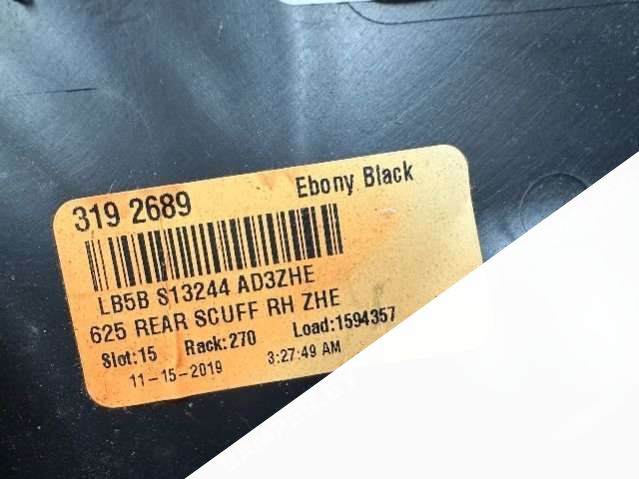 319 2689 Ebony Black
LB5B S13244 AD3ZHE
625 REAR SCUFF RH ZHE
Slot:15 Rack:270 Load:1594357
11-15-2019 3:27:49 AM